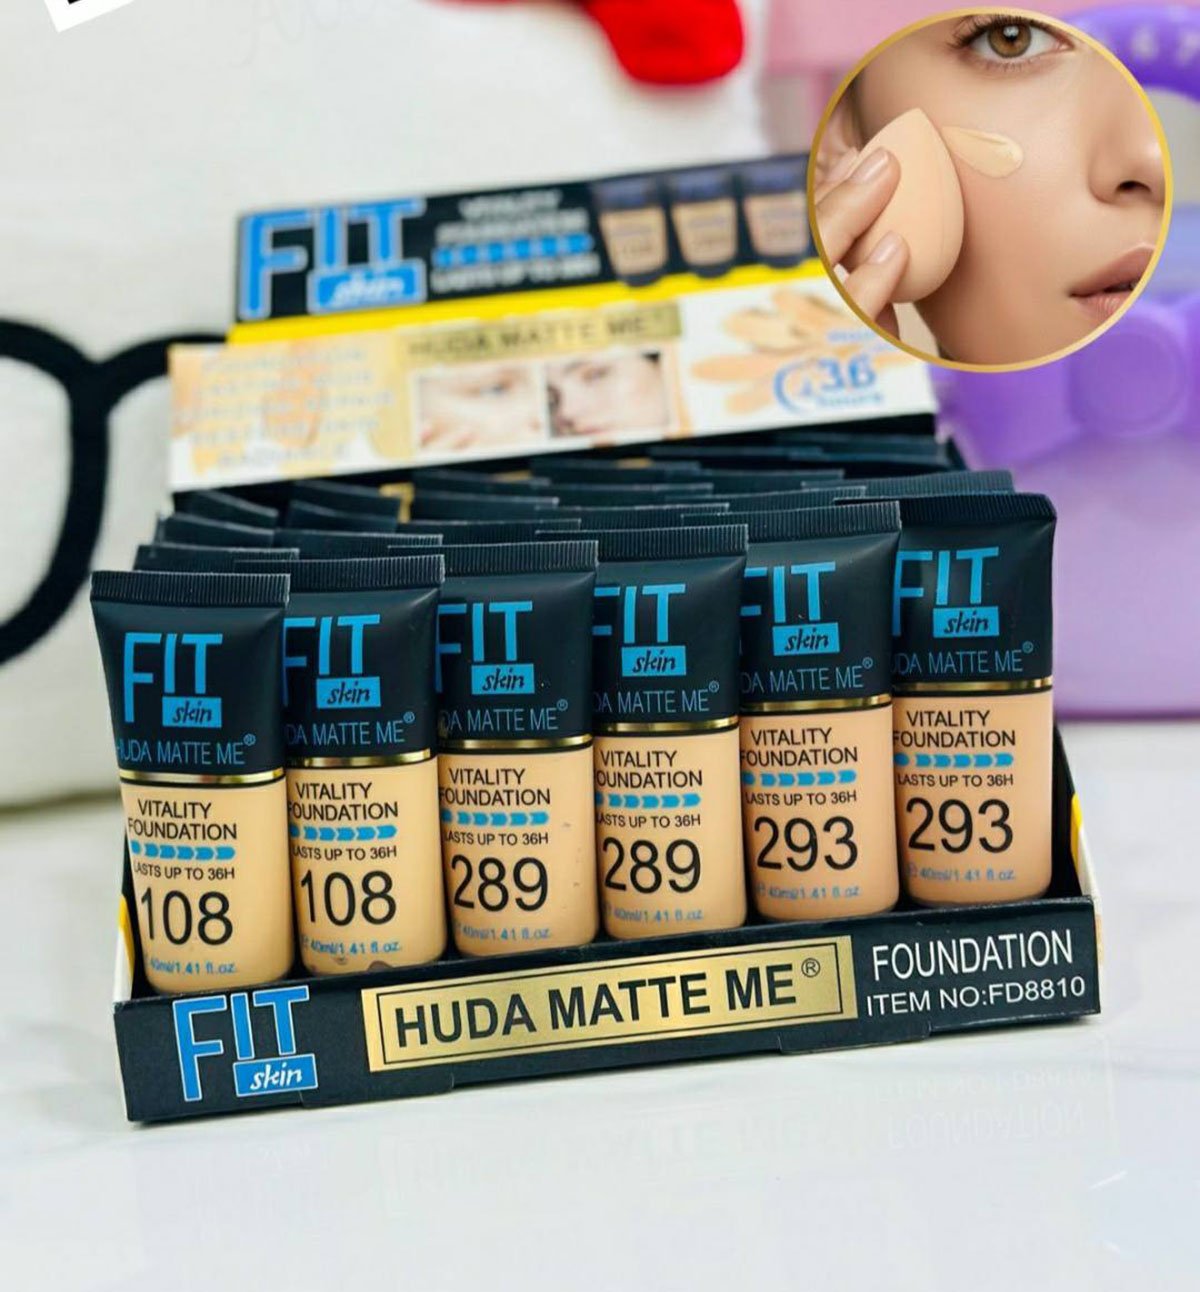 FIT
skin
VITALITY
FOUNDATION
LASTS UP TO 36H
HUDA MATTE ME
36
hours
FIT
skin
HUDA MATTE ME®
VITALITY
FOUNDATION
LASTS UP TO 36H
108
40ml/1.41 fl.oz.
FIT
skin
DA MATTE ME®
VITALITY
FOUNDATION
LASTS UP TO 36H
108
40ml/1.41 fl.oz.
FIT
skin
DA MATTE ME®
VITALITY
FOUNDATION
LASTS UP TO 36H
289
40ml/1.41 fl.oz.
FIT
skin
DA MATTE ME®
VITALITY
OUNDATION
LASTS UP TO 36H
289
40ml/1.41 fl.oz.
FIT
skin
DA MATTE ME®
VITALITY
FOUNDATION
LASTS UP TO 36H
293
40ml/1.41 fl.oz.
FIT
skin
UDA MATTE ME®
VITALITY
FOUNDATION
LASTS UP TO 36H
293
e 40ml/1.41 fl.oz.
FIT
skin
HUDA MATTE ME®
FOUNDATION
ITEM NO:FD8810